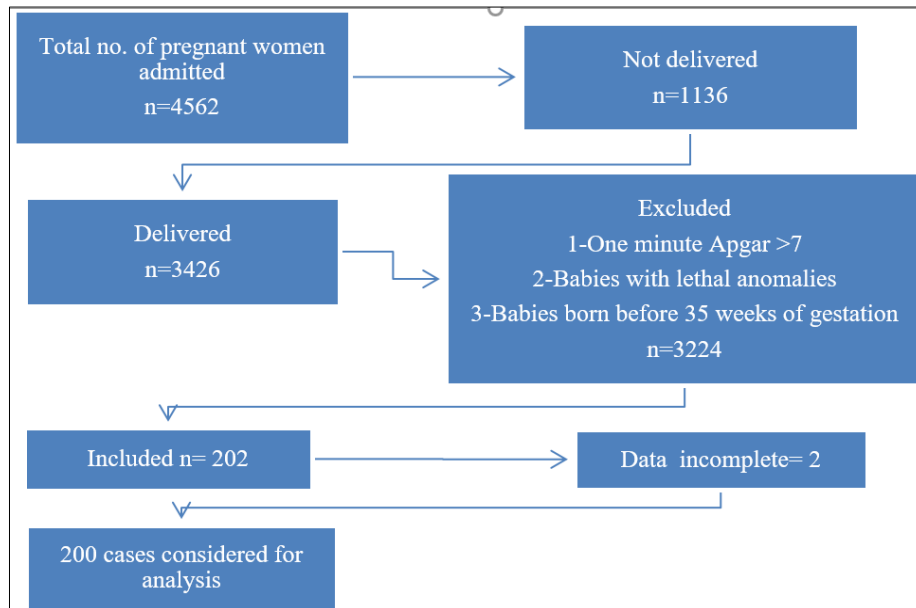 Total no. of pregnant women
admitted
n=4562
Not delivered
n=1136
Delivered
n=3426
Excluded
1-One minute Apgar >7
2-Babies with lethal anomalies
3-Babies born before 35 weeks of gestation
n=3224
Included n= 202
Data incomplete= 2
200 cases considered for
analysis